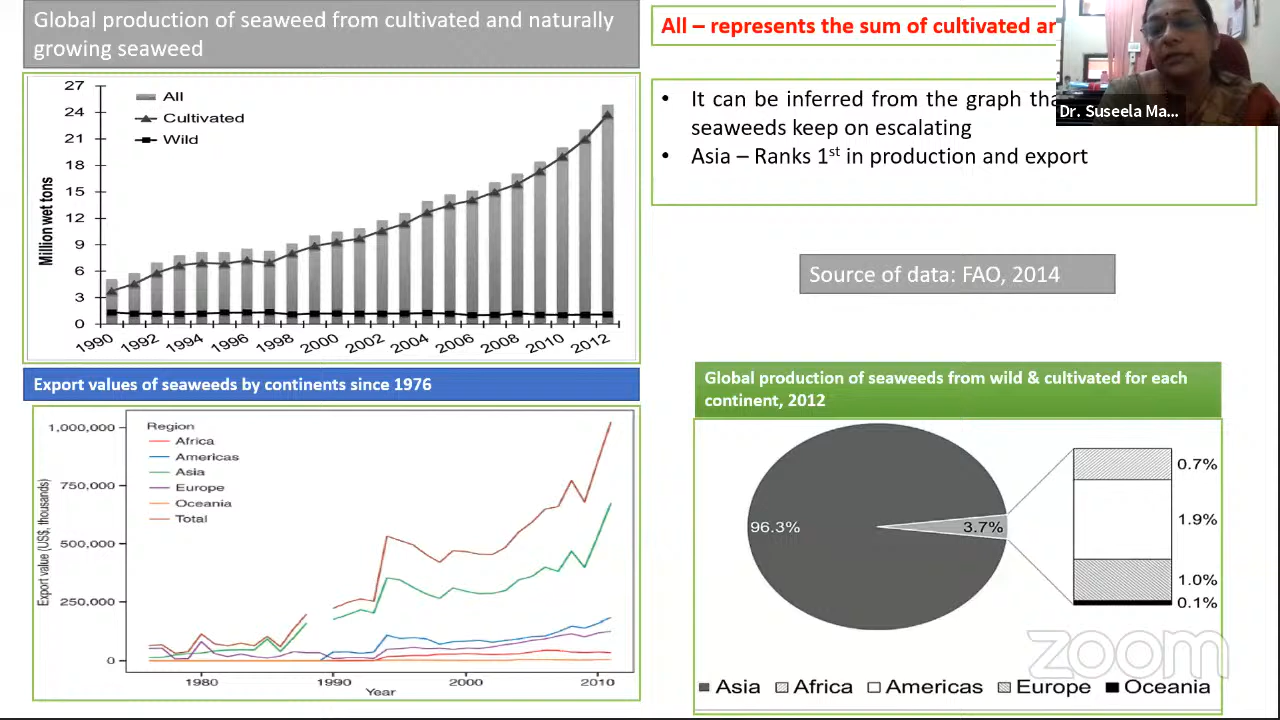 Global production of seaweed from cultivated and naturally
growing seaweed
All
Cultivated
Wild
Million wet tons
27
24
21
18
15
12
9
6
3
0
1990 1992 1994 1996 1998 2000 2002 2004 2006 2008 2010 2012
All – represents the sum of cultivated
Dr. Suseela Ma...
• It can be inferred from the graph
seaweeds keep on escalating
• Asia – Ranks 1st in production and export
Source of data: FAO, 2014
Export values of seaweeds by continents since 1976
Region
Africa
Americas
Asia
Europe
Oceania
Total
Export value (US$, thousands)
1,000,000
750,000
500,000
250,000
0
1980 1990 2000 2010
Year
Global production of seaweeds from wild & cultivated for each
continent, 2012
96.3%
3.7%
0.7%
1.9%
1.0%
0.1%
zoom
Asia Africa Americas Europe Oceania